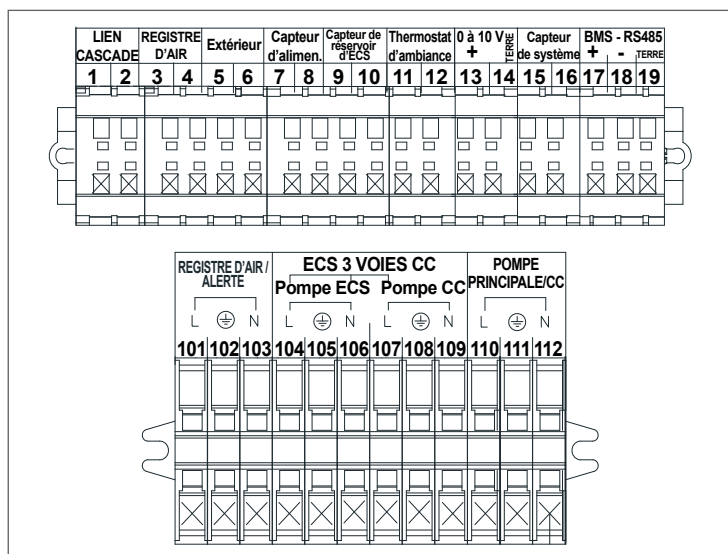 LIEN CASCADE
REGISTRE D'AIR
Extérieur
Capteur d'alimen.
Capteur de réservoir d'ECS
Thermostat d'ambiance
0 à 10 V
+
TERRE
Capteur de système
BMS - RS485
+ - TERRE
1 2 3 4 5 6 7 8 9 10 11 12 13 14 15 16 17 18 19
REGISTRE D'AIR / ALERTE
ECS 3 VOIES CC
Pompe ECS Pompe CC
POMPE PRINCIPALE/CC
L N L N L N L N
101 102 103 104 105 106 107 108 109 110 111 112